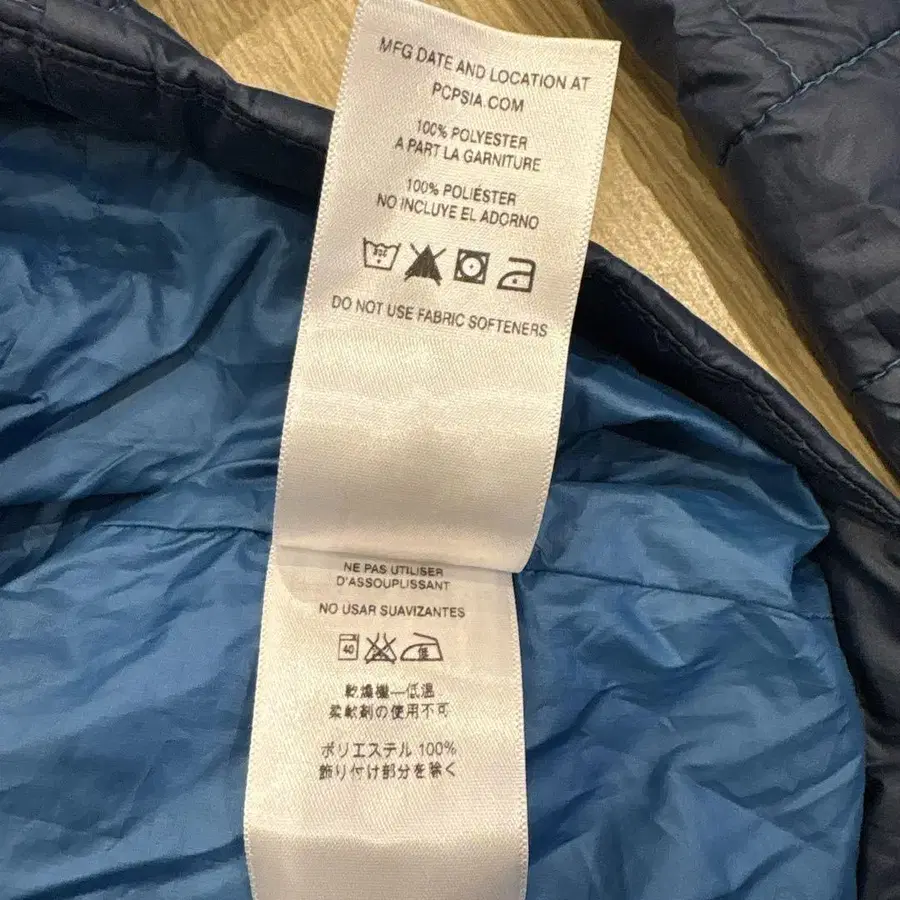 MFG DATE AND LOCATION AT
PCPSIA.COM
100% POLYESTER
A PART LA GARNITURE
100% POLIÉSTER
NO INCLUYE EL ADORNO
DO NOT USE FABRIC SOFTENERS
NE PAS UTILISER
D'ASSOUPLISSANT
NO USAR SUAVIZANTES
40 低
乾燥機—低温
柔軟剤の使用不可
ポリエステル 100%
飾り付け部分を除く